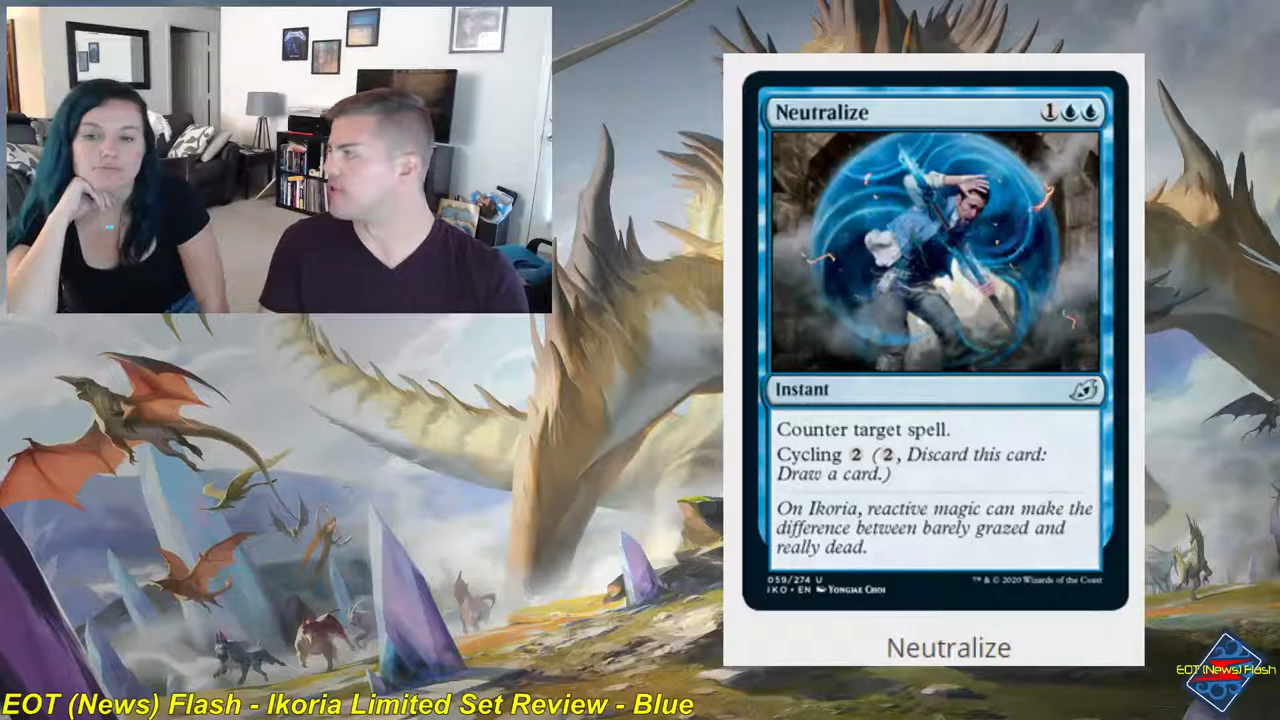 Neutralize 1
Instant
Counter target spell.
Cycling 2 (2, Discard this card:
Draw a card.)
On Ikoria, reactive magic can make the
difference between barely grazed and
really dead.
059/274 U
™ & © 2020 Wizards of the Coast
IKO • EN Yongjae Choi
Neutralize
EOT (News) Flash
EOT (News) Flash - Ikoria Limited Set Review - Blue